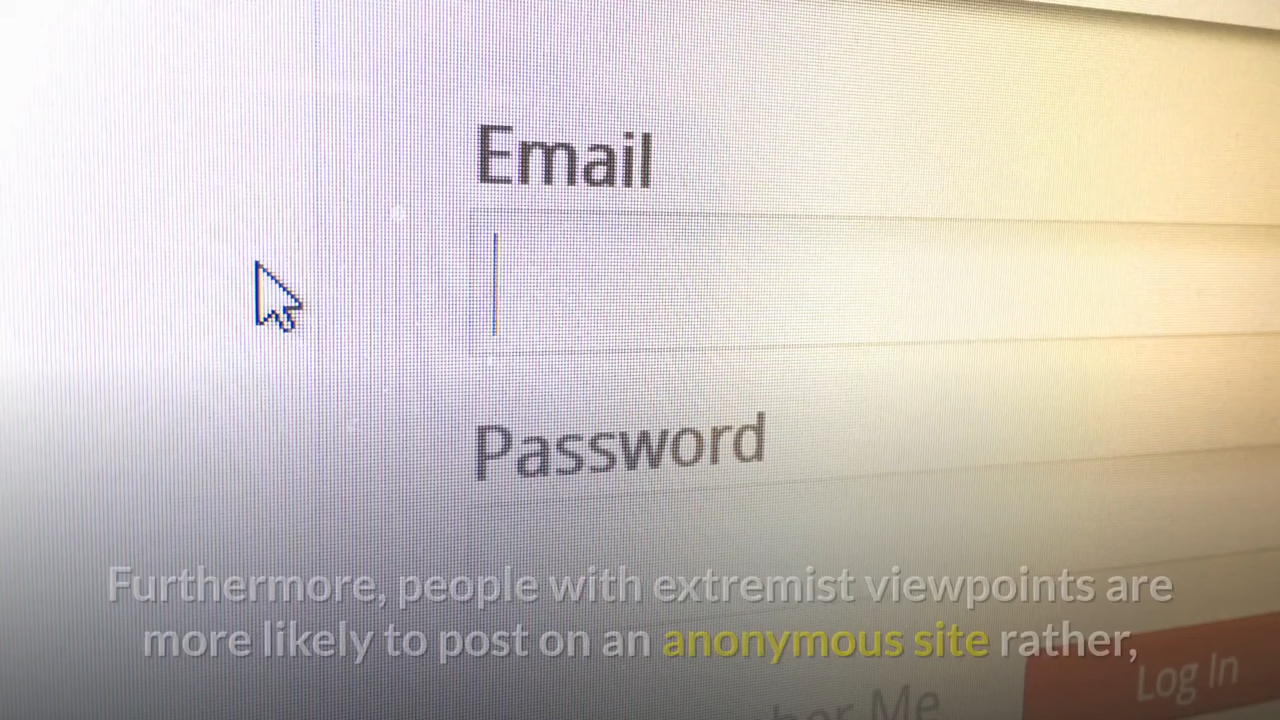 Email
Password
Furthermore, people with extremist viewpoints are
more likely to post on an anonymous site rather,
Me
Log In